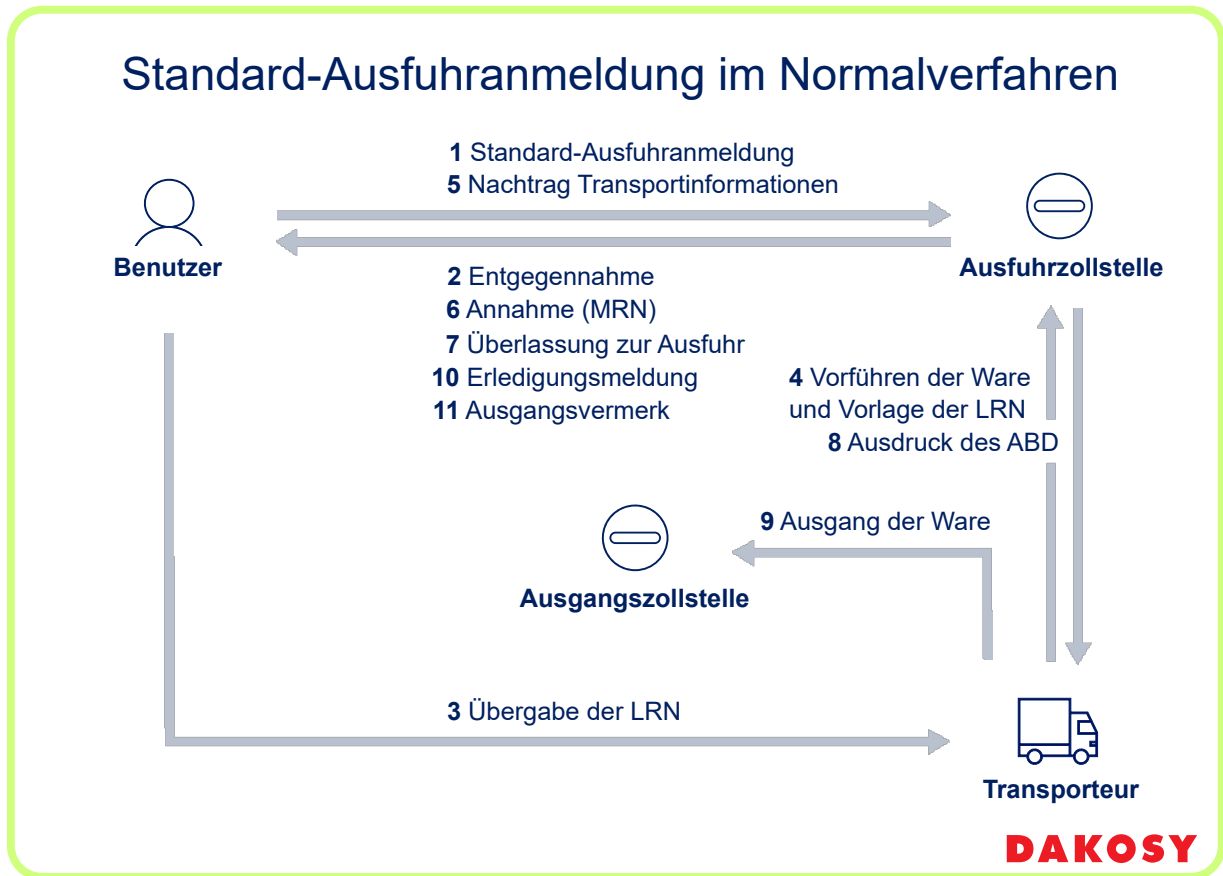 Standard-Ausfuhranmeldung im Normalverfahren
1 Standard-Ausfuhranmeldung
5 Nachtrag Transportinformationen
Benutzer
Ausfuhrzollstelle
2 Entgegennahme
6 Annahme (MRN)
7 Überlassung zur Ausfuhr
10 Erledigungsmeldung
11 Ausgangsvermerk
4 Vorführen der Ware
und Vorlage der LRN
8 Ausdruck des ABD
9 Ausgang der Ware
Ausgangszollstelle
3 Übergabe der LRN
Transporteur
DAKOSY